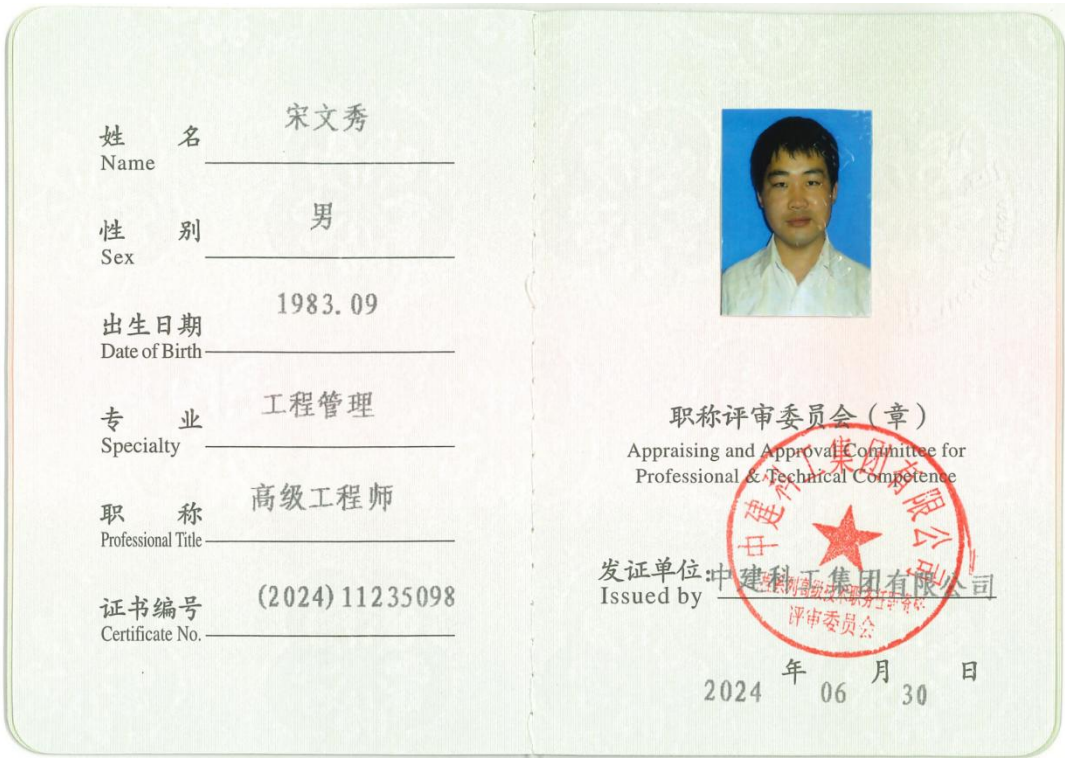 姓名 宋文秀
Name
性别 男
Sex
出生日期 1983.09
Date of Birth
专业 工程管理
Specialty
职称 高级工程师
Professional Title
证书编号 (2024)11235098
Certificate No.
职称评审委员会(章)
Appraising and Approval Committee for
Professional & Technical Competence
中建科工集团有限公司
发证单位:中建科工集团有限公司
Issued by
评审委员会
2024 年 06 月 30 日